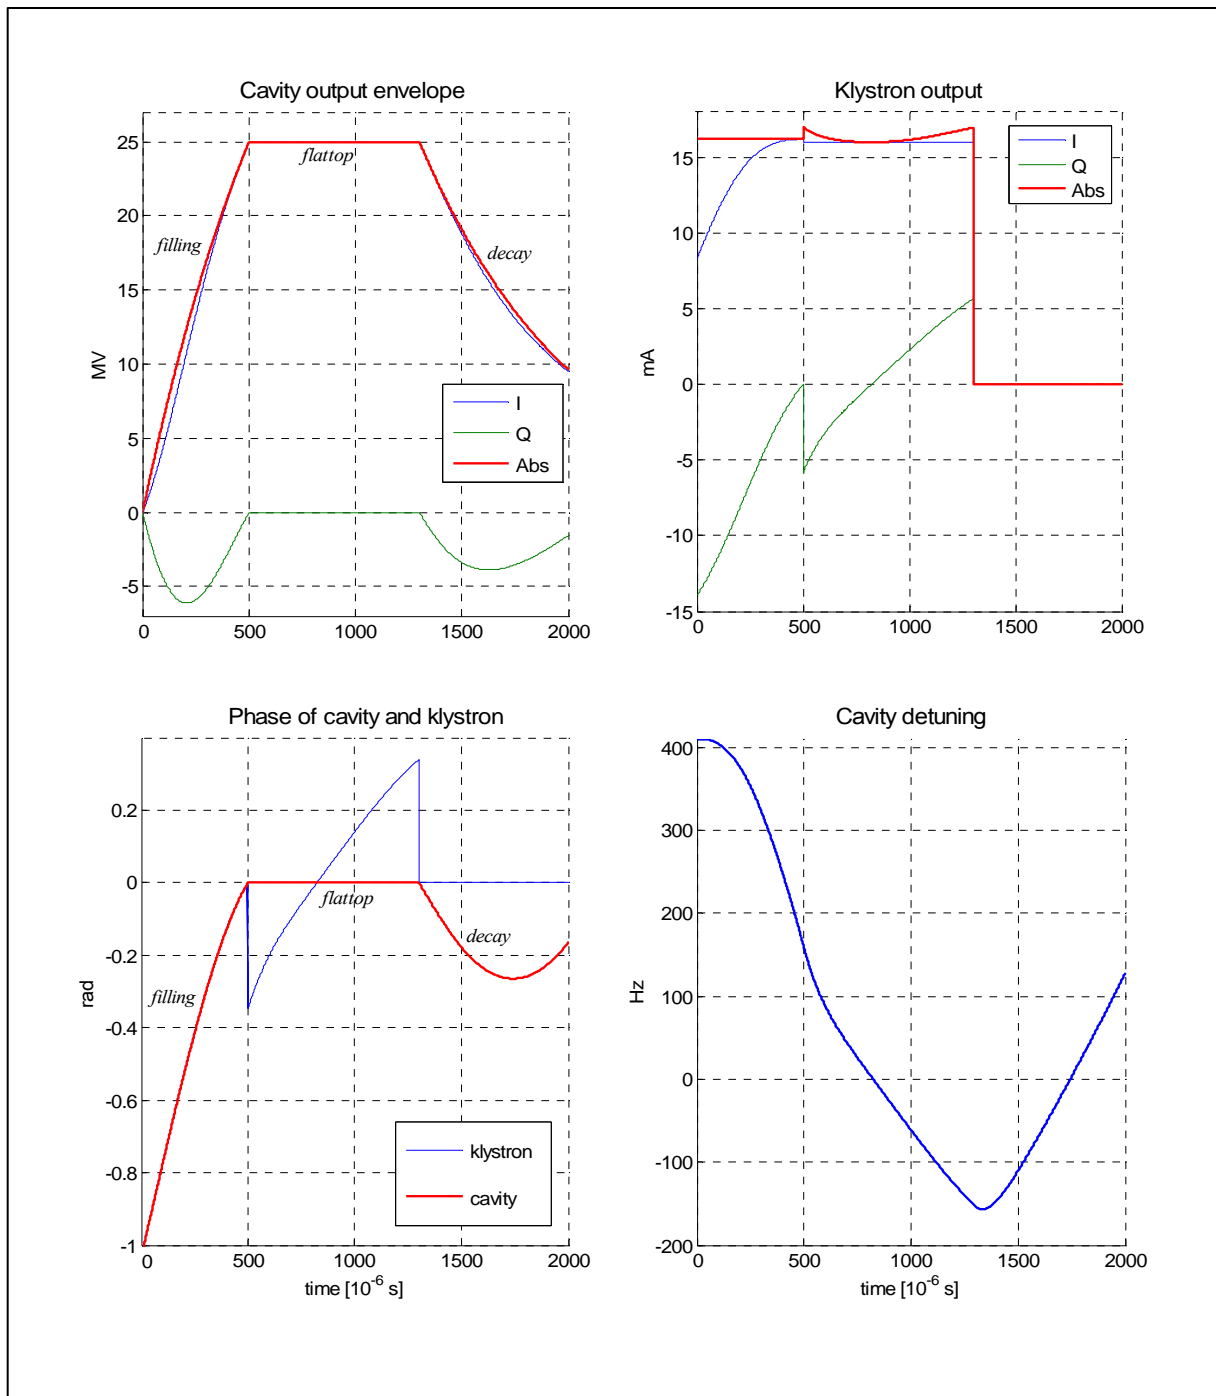 Cavity output envelope
25
20
15
10
5
0
-5
MV
0 500 1000 1500 2000
filling
flattop
decay
I
Q
Abs
Klystron output
15
10
5
0
-5
-10
-15
mA
0 500 1000 1500 2000
I
Q
Abs
Phase of cavity and klystron
0.2
0
-0.2
-0.4
-0.6
-0.8
-1
rad
filling
flattop
decay
klystron
cavity
0 500 1000 1500 2000
time [10⁻⁶ s]
Cavity detuning
400
300
200
100
0
-100
-200
Hz
0 500 1000 1500 2000
time [10⁻⁶ s]